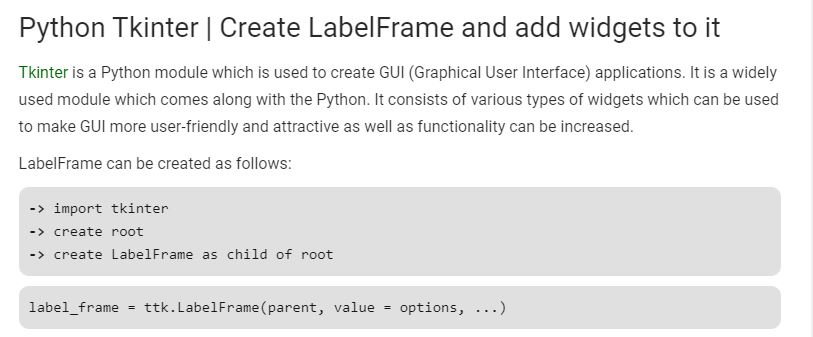 Python Tkinter | Create LabelFrame and add widgets to it
Tkinter is a Python module which is used to create GUI (Graphical User Interface) applications. It is a widely
used module which comes along with the Python. It consists of various types of widgets which can be used
to make GUI more user-friendly and attractive as well as functionality can be increased.
LabelFrame can be created as follows:
-> import tkinter
-> create root
-> create LabelFrame as child of root
label_frame = ttk.LabelFrame(parent, value = options, ...)